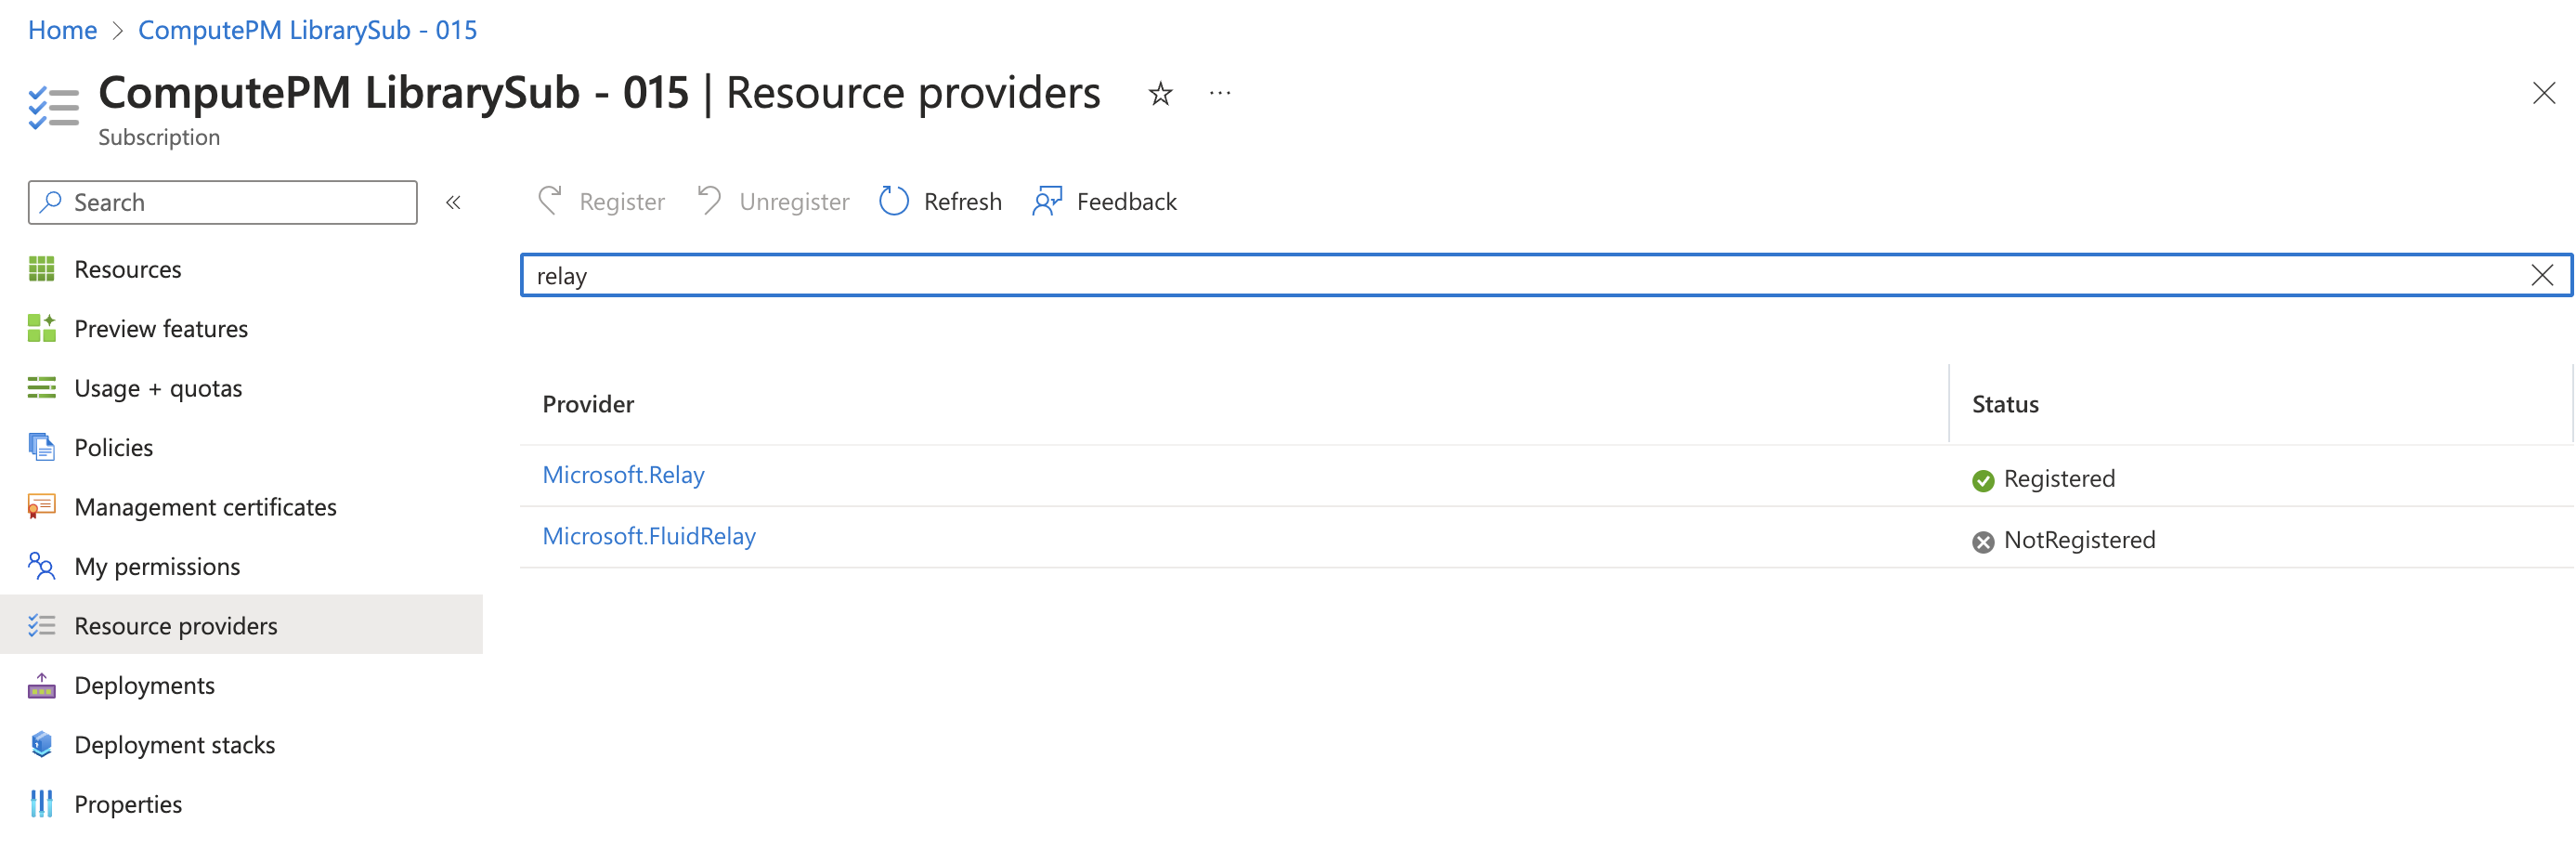 Home > ComputePM LibrarySub - 015
ComputePM LibrarySub - 015 | Resource providers ☆ ···
Subscription
Search «
Register Unregister Refresh Feedback
relay
Resources
Preview features
Usage + quotas
Policies
Management certificates
My permissions
Resource providers
Deployments
Deployment stacks
Properties
Provider Status
Microsoft.Relay Registered
Microsoft.FluidRelay NotRegistered